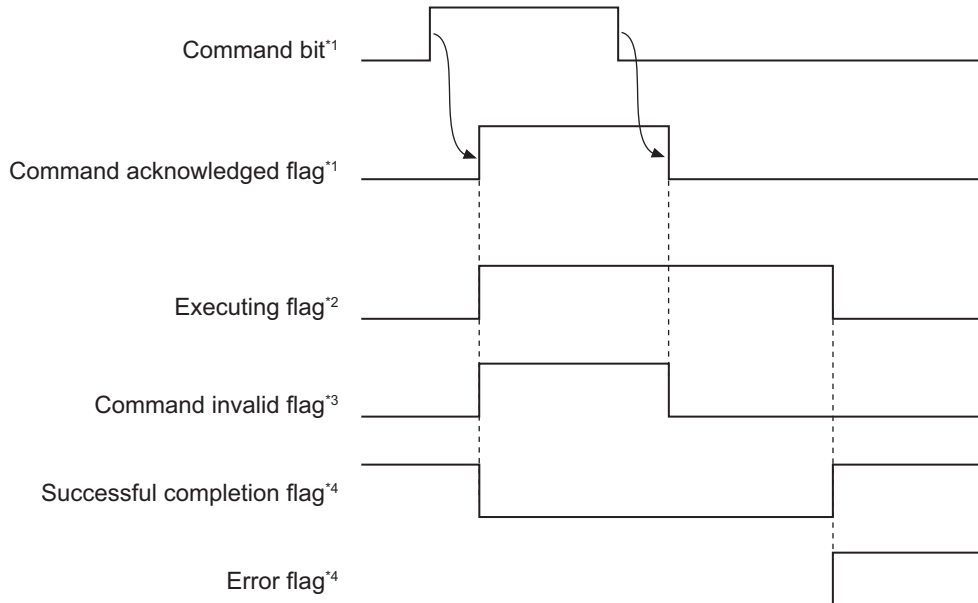 Command bit*1
Command acknowledged flag*1
Executing flag*2
Command invalid flag*3
Successful completion flag*4
Error flag*4